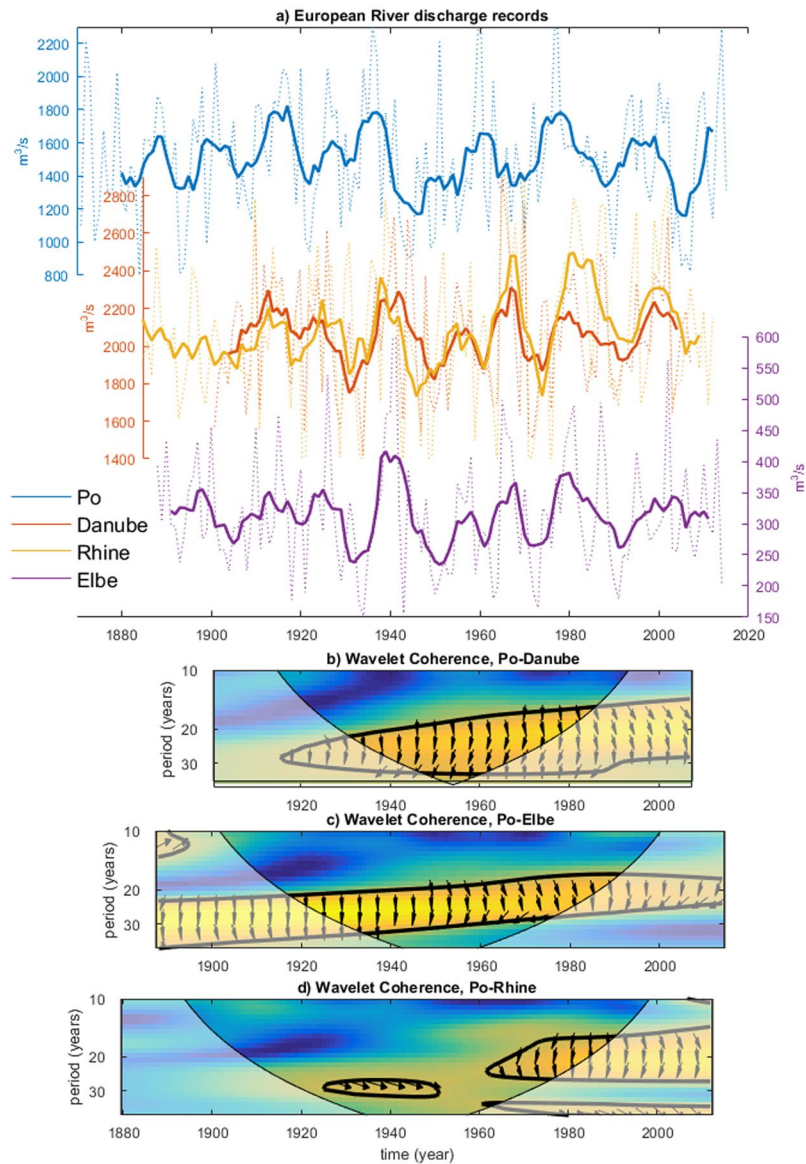 a) European River discharge records
2200
2000
1800
1600
1400
1200
1000
800
m³/s
2800
2600
2400
2200
2000
1800
1600
1400
m³/s
600
550
500
450
400
350
300
250
200
150
m³/s
Po
Danube
Rhine
Elbe
1880 1900 1920 1940 1960 1980 2000 2020
b) Wavelet Coherence, Po-Danube
10
20
30
period (years)
1920 1940 1960 1980 2000
c) Wavelet Coherence, Po-Elbe
10
20
30
period (years)
1900 1920 1940 1960 1980 2000
d) Wavelet Coherence, Po-Rhine
10
20
30
period (years)
1880 1900 1920 1940 1960 1980 2000
time (year)